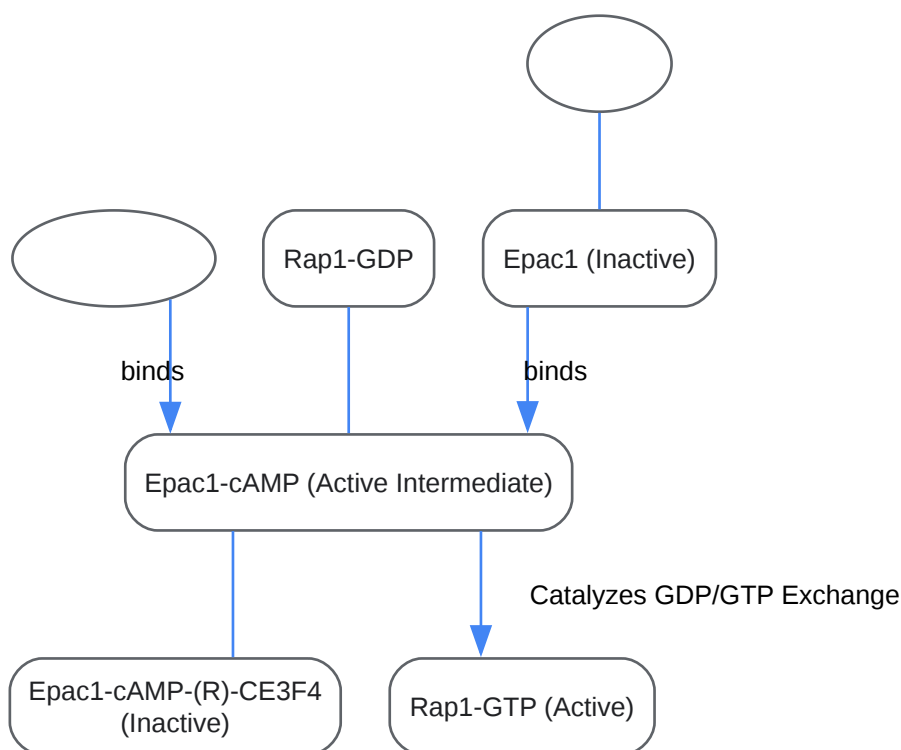 Rap1-GDP
Epac1 (Inactive)
binds
binds
Epac1-cAMP (Active Intermediate)
Catalyzes GDP/GTP Exchange
Epac1-cAMP-(R)-CE3F4
(Inactive)
Rap1-GTP (Active)